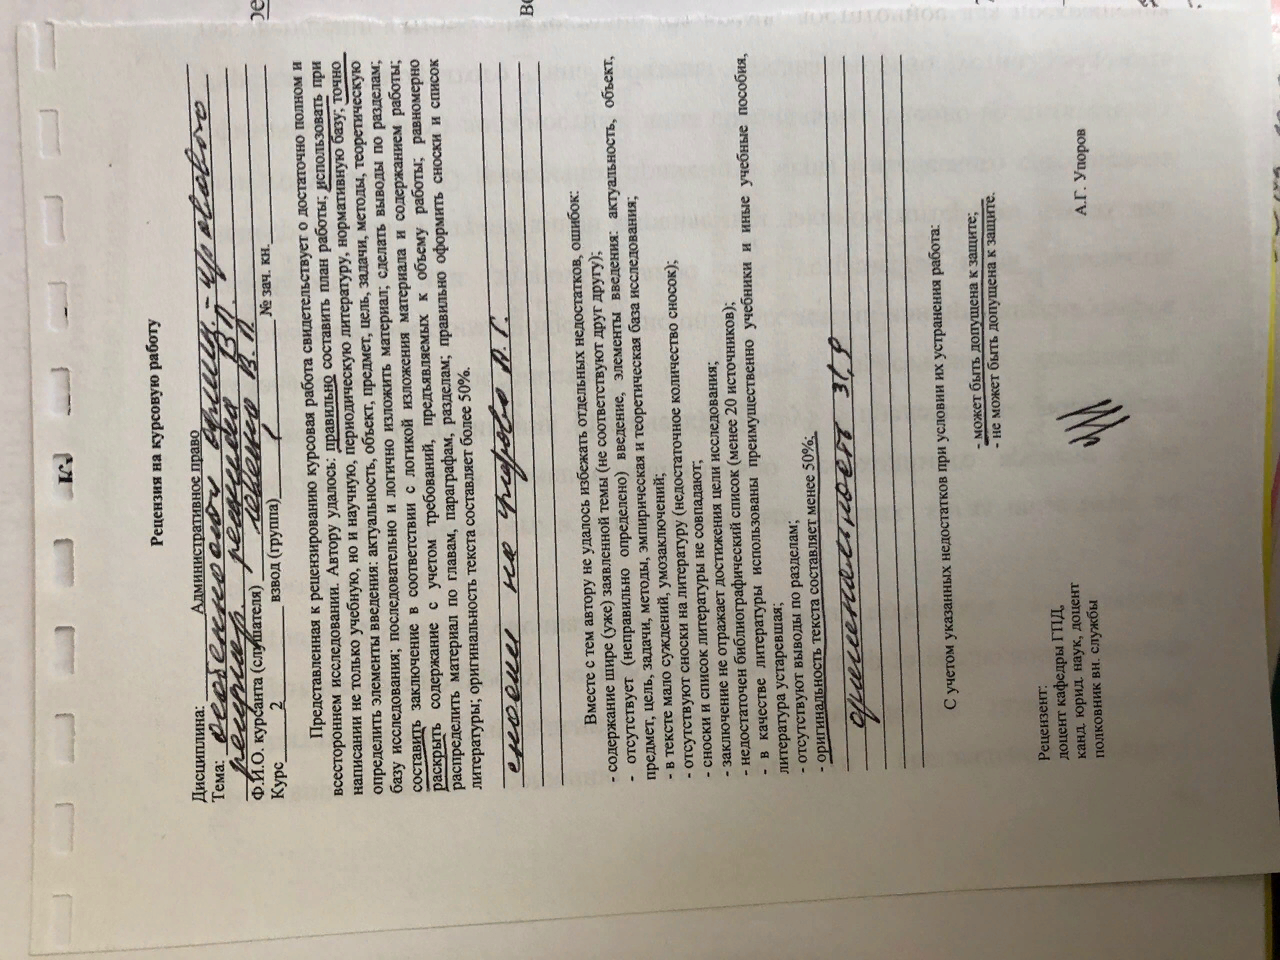 Рецензия на курсовую работу
Дисциплина: Административное право
Тема: особенности админ.-правового
режима
Ф.И.О. курсанта (слушателя)
Курс 2 взвод (группа) № зач. кн.
Представленная к рецензированию курсовая работа свидетельствует о достаточно полном и
всестороннем исследовании. Автору удалось: правильно составить план работы; использовать при
написании не только учебную, но и научную, периодическую литературу, нормативную базу; точно
определить элементы введения: актуальность, объект, предмет, цель, задачи, методы, теоретическую
базу исследования; последовательно и логично изложить материал; сделать выводы по разделам;
составить заключение в соответствии с логикой изложения материала и содержанием работы;
раскрыть содержание с учетом требований, предъявляемых к объему работы; равномерно
распределить материал по главам, параграфам, разделам; правильно оформить сноски и список
литературы; оригинальность текста составляет более 50%.
сноски на Упорова А.Г.
Вместе с тем автору не удалось избежать отдельных недостатков, ошибок:
- содержание шире (уже) заявленной темы (не соответствуют друг другу);
- отсутствует (неправильно определено) введение, элементы введения: актуальность, объект,
предмет, цель, задачи, методы, эмпирическая и теоретическая база исследования;
- в тексте мало суждений, умозаключений;
- отсутствуют сноски на литературу (недостаточное количество сносок);
- сноски и список литературы не совпадают;
- заключение не отражает достижения цели исследования;
- недостаточен библиографический список (менее 20 источников);
- в качестве литературы использованы преимущественно учебники и иные учебные пособия,
литература устаревшая;
- отсутствуют выводы по разделам;
- оригинальность текста составляет менее 50%;
оригинальность 31,9
С учетом указанных недостатков при условии их устранения работа:
- может быть допущена к защите;
- не может быть допущена к защите.
Рецензент:
доцент кафедры ГПД,
канд. юрид. наук, доцент
полковник вн. службы А.Г. Упоров